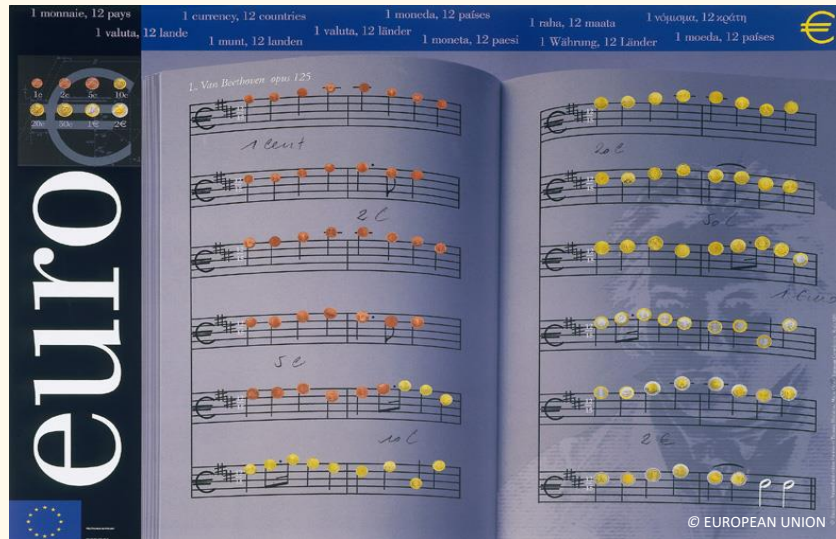 1 monnaie, 12 pays
1 currency, 12 countries
1 moneda, 12 países
1 raha, 12 maata
1 νόμισμα, 12 κράτη
1 valuta, 12 lande
1 munt, 12 landen
1 valuta, 12 länder
1 moneta, 12 paesi
1 Währung, 12 Länder
1 moeda, 12 países
€
1c 2c 5c 10c
20c 50c 1€ 2€
euro
L. Van Beethoven opus 125
1 cent
2 c
5 c
10 c
20 c
50 c
1 Euro
2 €
© EUROPEAN UNION